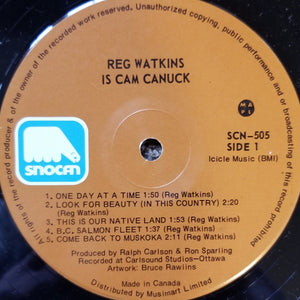 All rights of the record producer & of the owner of the recorded work reserved. Unauthorized copying, public performance, broadcasting of this record prohibited
REG WATKINS
IS CAM CANUCK
SNOCAN
MAPL
SCN-505
SIDE 1
Icicle Music (BMI)
1. ONE DAY AT A TIME 1:50 (Reg Watkins)
2. LOOK FOR BEAUTY (IN THIS COUNTRY) 2:20
(Reg Watkins)
3. THIS IS OUR NATIVE LAND 1:53 (Reg Watkins)
4. B.C. SALMON FLEET 1:37 (Reg Watkins)
5. COME BACK TO MUSKOKA 2:11 (Reg Watkins)
Produced by Ralph Carlson & Ron Sparling
Recorded at Carlsound Studios-Ottawa
Artwork: Bruce Rawlins
Made in Canada
Distributed by Musimart Limited